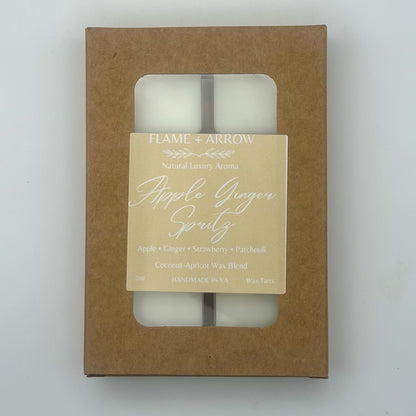 FLAME + ARROW
Natural Luxury Aroma
Apple Ginger
Spritz
Apple • Ginger • Strawberry • Patchouli
Coconut-Apricot Wax Blend
HANDMADE IN VA Wax Tarts